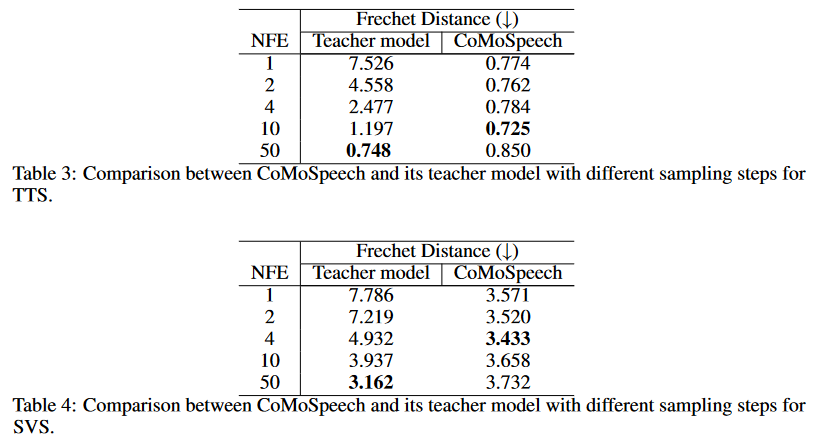 Frechet Distance (↓)
NFE Teacher model CoMoSpeech
1 7.526 0.774
2 4.558 0.762
4 2.477 0.784
10 1.197 0.725
50 0.748 0.850
Table 3: Comparison between CoMoSpeech and its teacher model with different sampling steps for
TTS.
Frechet Distance (↓)
NFE Teacher model CoMoSpeech
1 7.786 3.571
2 7.219 3.520
4 4.932 3.433
10 3.937 3.658
50 3.162 3.732
Table 4: Comparison between CoMoSpeech and its teacher model with different sampling steps for
SVS.